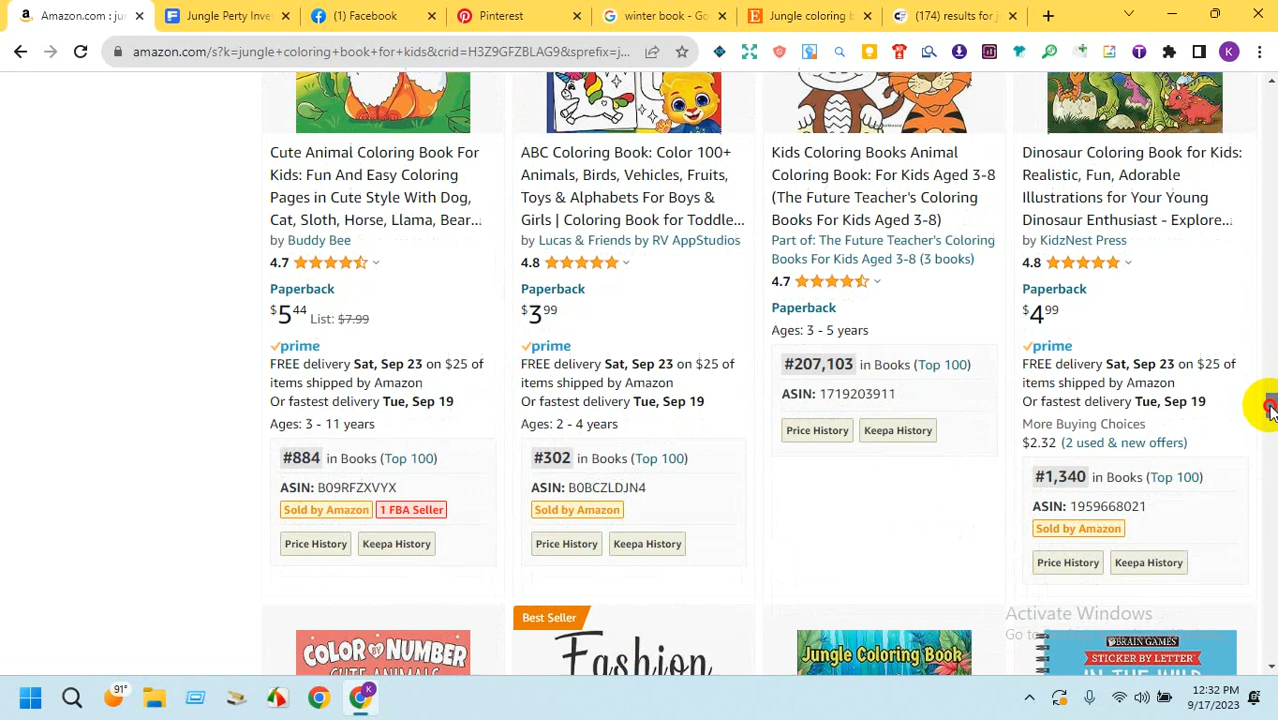 Amazon.com : jun
Jungle Perty Inve
(1) Facebook
Pinterest
winter book - Go
Jungle coloring b
(174) results for j
amazon.com/s?k=jungle+coloring+book+for+kids&crid=H3Z9GFZBLAG9&sprefix=j...
Cute Animal Coloring Book For
Kids: Fun And Easy Coloring
Pages in Cute Style With Dog,
Cat, Sloth, Horse, Llama, Bear...
by Buddy Bee
4.7
Paperback
$5 44 List: $7.99
prime
FREE delivery Sat, Sep 23 on $25 of
items shipped by Amazon
Or fastest delivery Tue, Sep 19
Ages: 3 - 11 years
#884 in Books (Top 100)
ASIN: B09RFZXVYX
Sold by Amazon 1 FBA Seller
Price History Keepa History
ABC Coloring Book: Color 100+
Animals, Birds, Vehicles, Fruits,
Toys & Alphabets For Boys &
Girls | Coloring Book for Toddle...
by Lucas & Friends by RV AppStudios
4.8
Paperback
$3 99
prime
FREE delivery Sat, Sep 23 on $25 of
items shipped by Amazon
Or fastest delivery Tue, Sep 19
Ages: 2 - 4 years
#302 in Books (Top 100)
ASIN: B0BCZLDJN4
Sold by Amazon
Price History Keepa History
Kids Coloring Books Animal
Coloring Book: For Kids Aged 3-8
(The Future Teacher's Coloring
Books For Kids Aged 3-8)
Part of: The Future Teacher's Coloring
Books For Kids Aged 3-8 (3 books)
4.7
Paperback
Ages: 3 - 5 years
#207,103 in Books (Top 100)
ASIN: 1719203911
Price History Keepa History
Dinosaur Coloring Book for Kids:
Realistic, Fun, Adorable
Illustrations for Your Young
Dinosaur Enthusiast - Explore...
by KidzNest Press
4.8
Paperback
$4 99
prime
FREE delivery Sat, Sep 23 on $25 of
items shipped by Amazon
Or fastest delivery Tue, Sep 19
More Buying Choices
$2.32 (2 used & new offers)
#1,340 in Books (Top 100)
ASIN: 1959668021
Sold by Amazon
Price History Keepa History
COLOR BY NUMBER
CUTE ANIMALS
Best Seller
Fashion
Jungle Coloring Book
BRAIN GAMES
STICKER BY LETTER
IN THE WILD
Activate Windows
91°
12:32 PM
9/17/2023